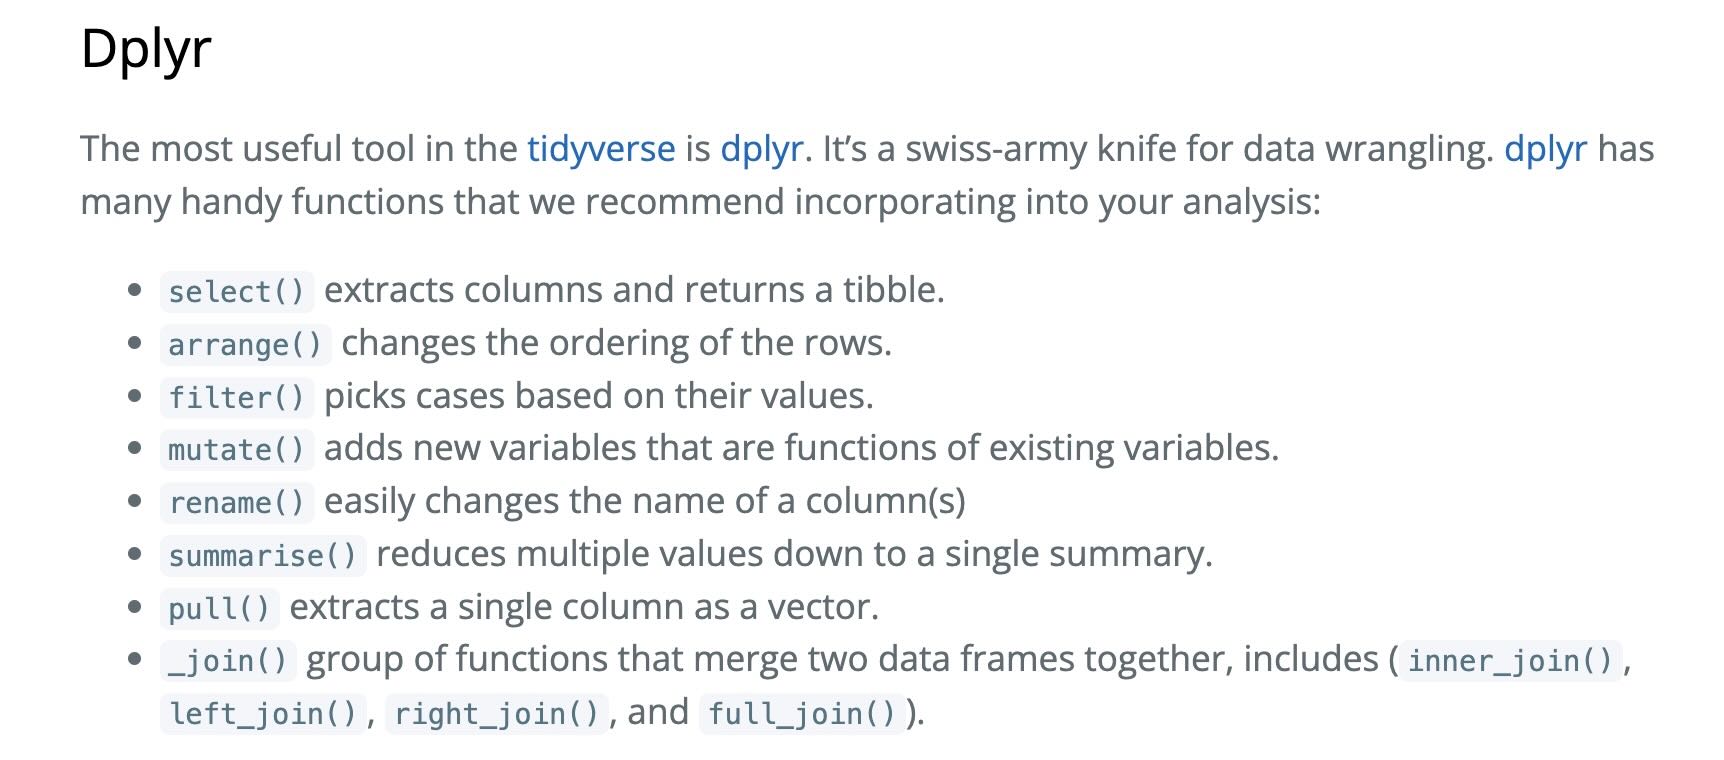 Dplyr
The most useful tool in the tidyverse is dplyr. It’s a swiss-army knife for data wrangling. dplyr has
many handy functions that we recommend incorporating into your analysis:
• select() extracts columns and returns a tibble.
• arrange() changes the ordering of the rows.
• filter() picks cases based on their values.
• mutate() adds new variables that are functions of existing variables.
• rename() easily changes the name of a column(s)
• summarise() reduces multiple values down to a single summary.
• pull() extracts a single column as a vector.
• _join() group of functions that merge two data frames together, includes (inner_join(),
left_join(), right_join(), and full_join()).